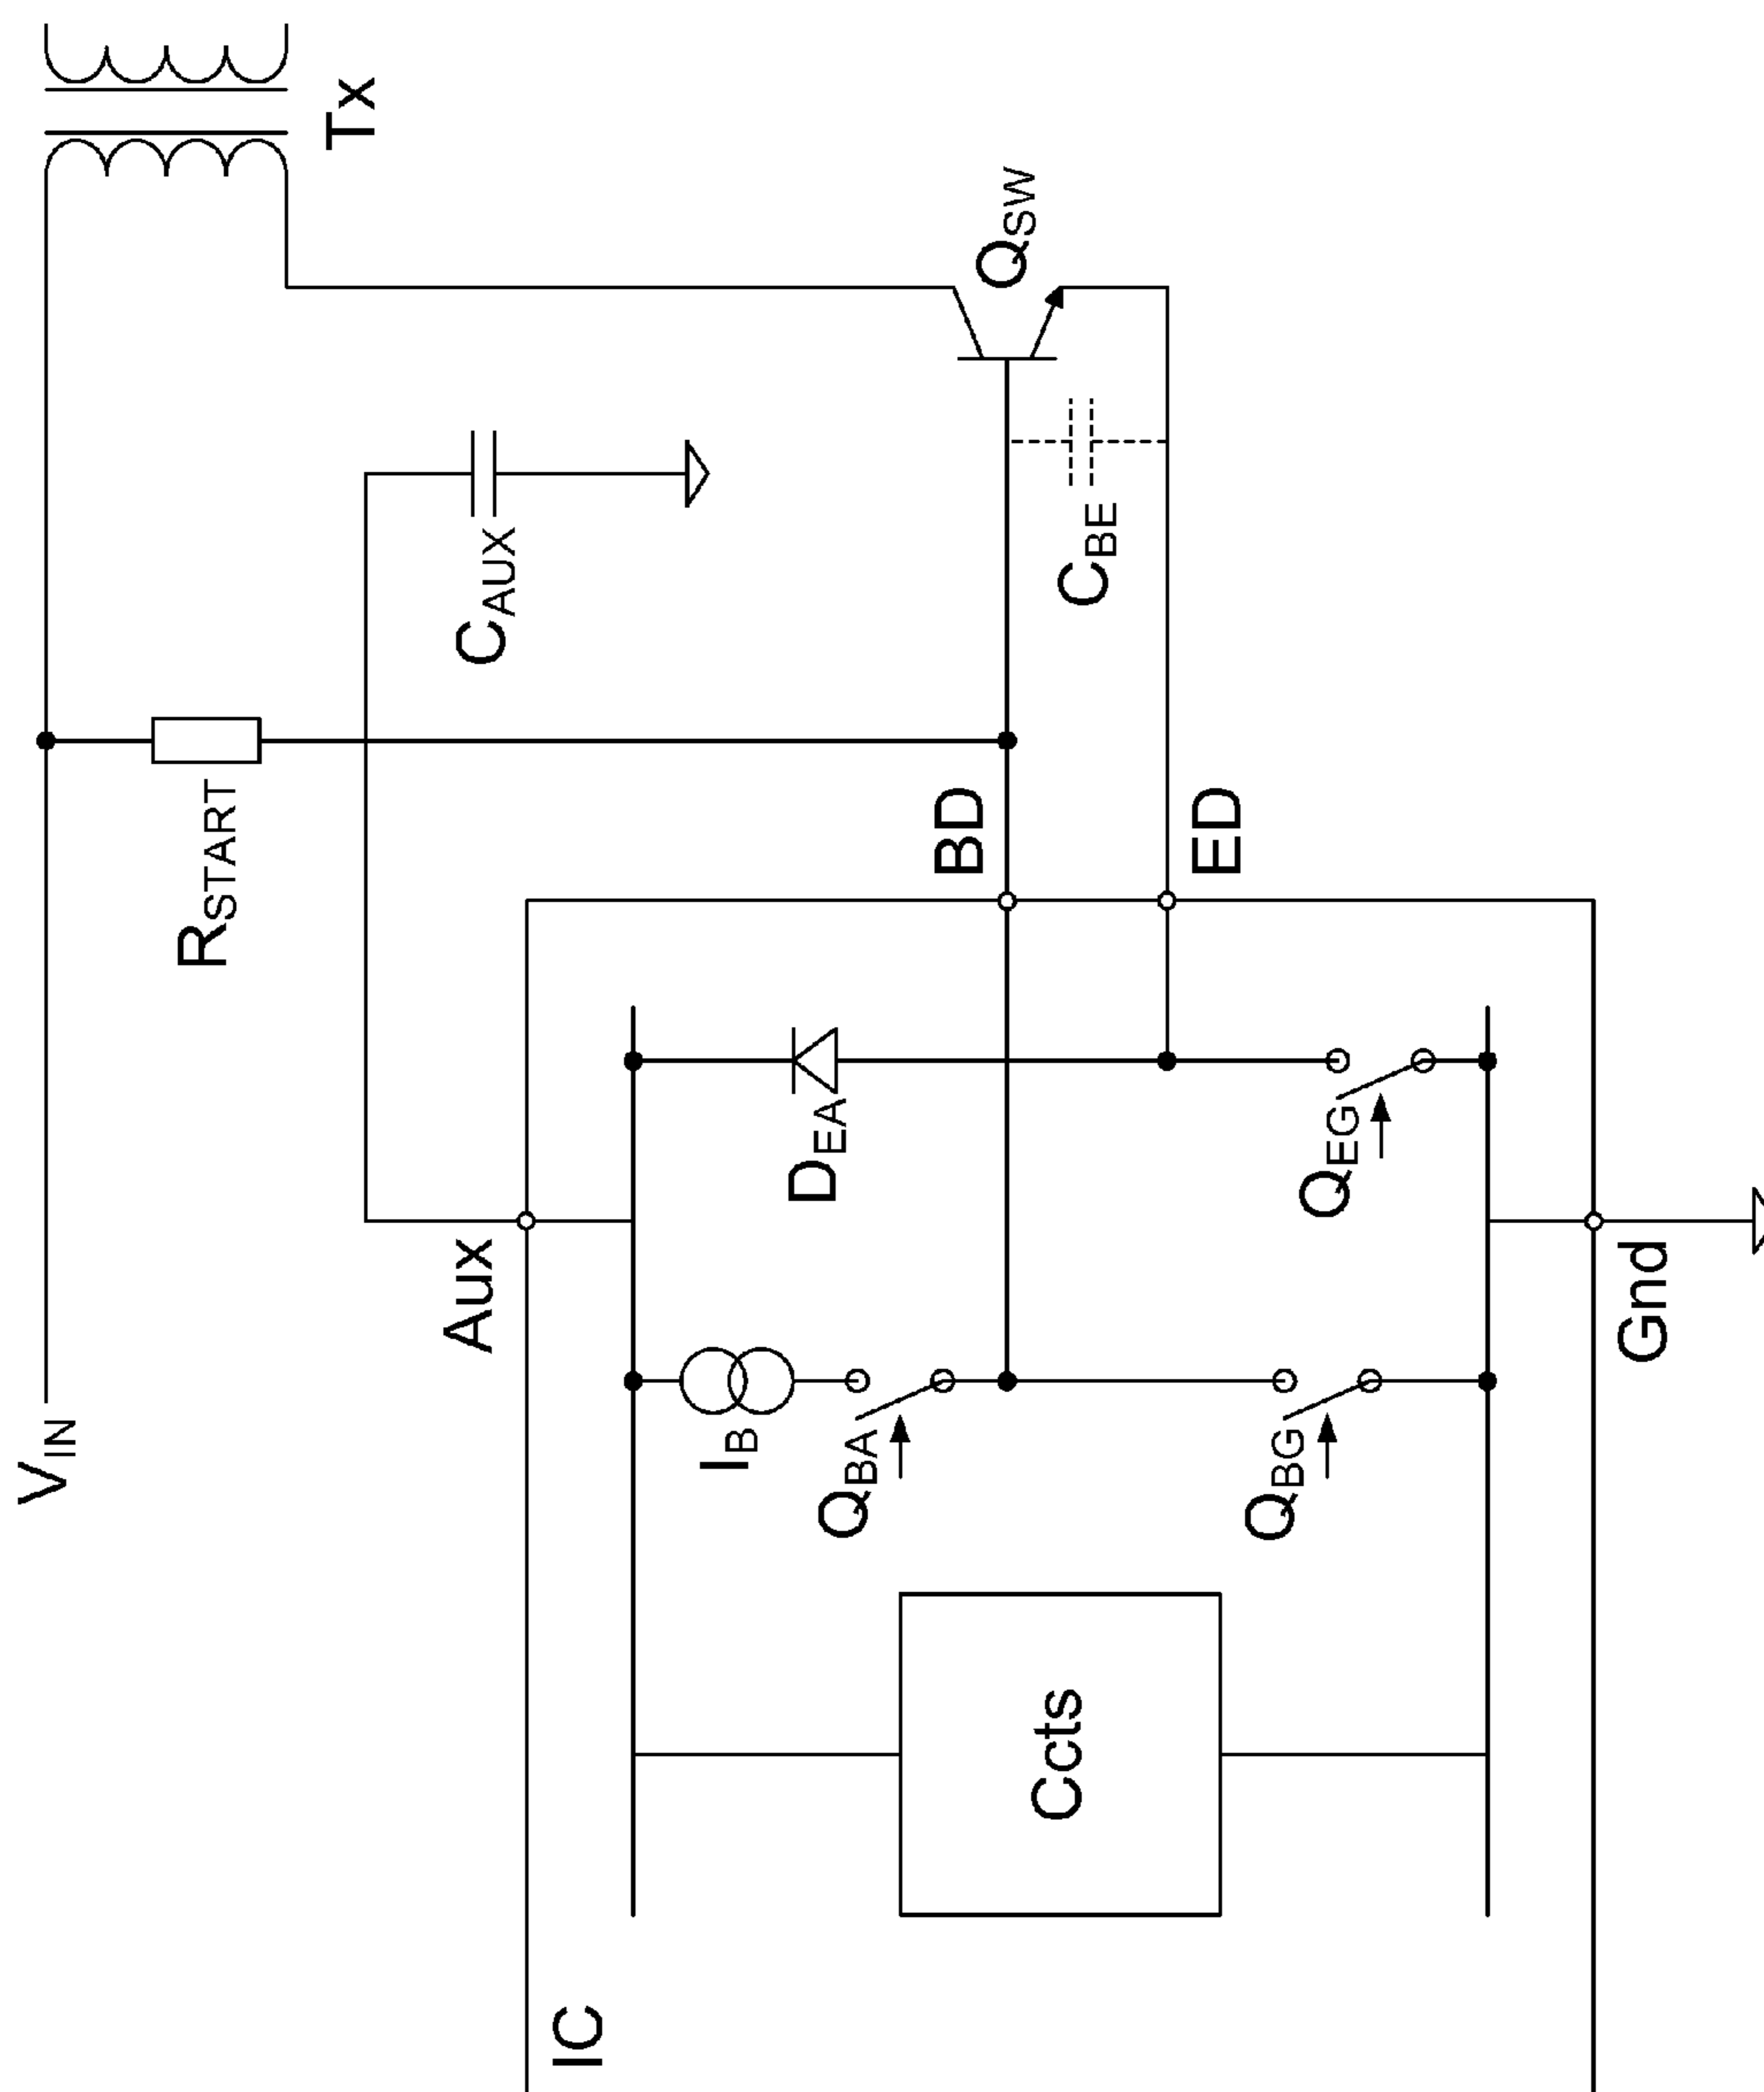 Tx
QSW
CAUX
CBE
RSTART
BD
ED
DEA
QEG
Aux
Gnd
VIN
IB
QBA
QBG
Ccts
IC